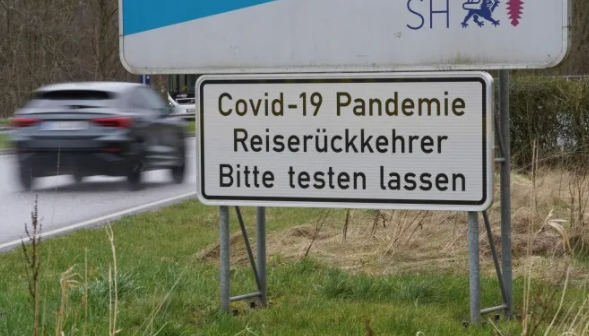 SH
Covid-19 Pandemie
Reiserückkehrer
Bitte testen lassen